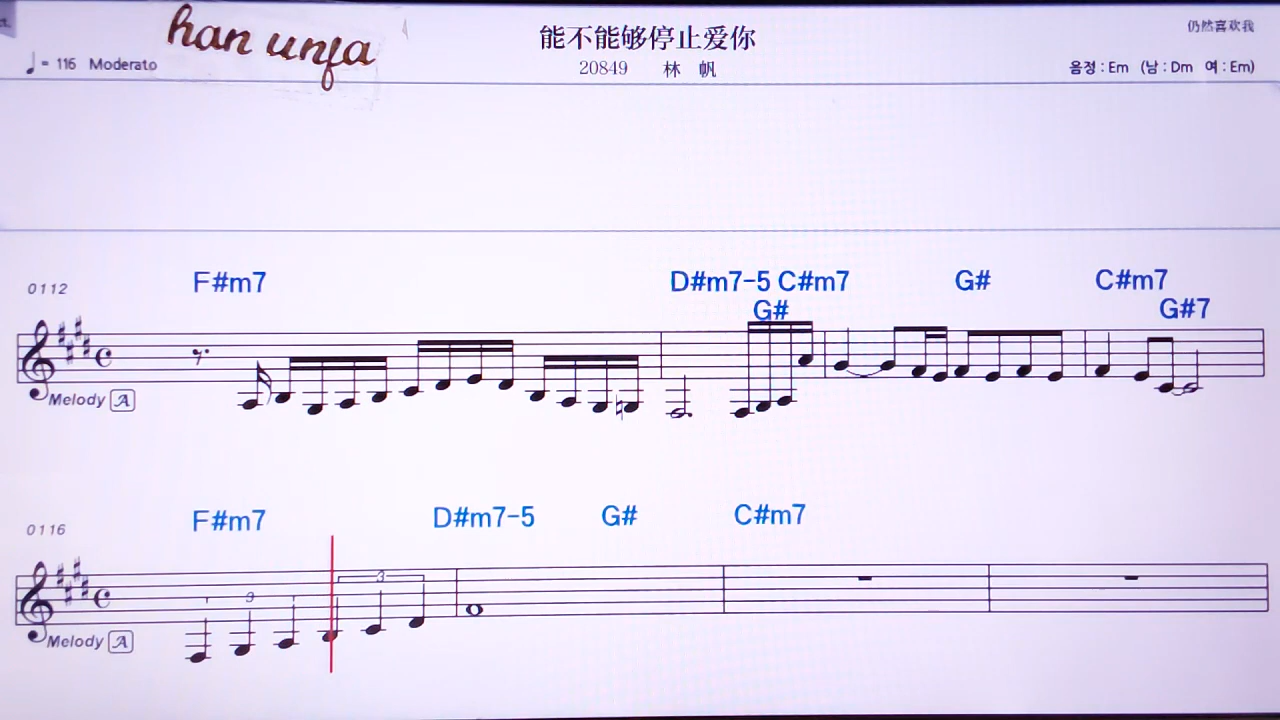 han unfa
能不能够停止爱你
仍然喜欢我
♩= 116 Moderato
20849 林 帆
음정 : Em (남 : Dm 여 : Em)
0112
F#m7
D#m7-5 C#m7
G#
C#m7
G#
G#7
Melody A
0116
F#m7
D#m7-5
G#
C#m7
3
3
Melody A